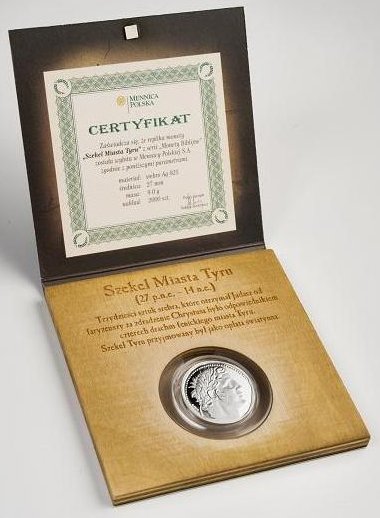 MENNICA
POLSKA
CERTYFIKAT
Zaświadcza się, że replika monety
„Szekel Miasta Tyru” z serii „Monety Biblijne”
została wybita w Mennicy Polskiej S.A.
zgodnie z poniższymi parametrami
materiał: srebro Ag 925
średnica: 27 mm
masa: 9.0 g
nakład: 2000 szt.
Szekel Miasta Tyru
(27 p.n.e. - 14 n.e.)
Trzydzieści sztuk srebra, które otrzymał Judasz od
faryzeuszy za zdradzenie Chrystusa było odpowiednikiem
czterech drachm fenickiego miasta Tyru.
Szekel Tyru przyjmowany był jako opłata świątynna.